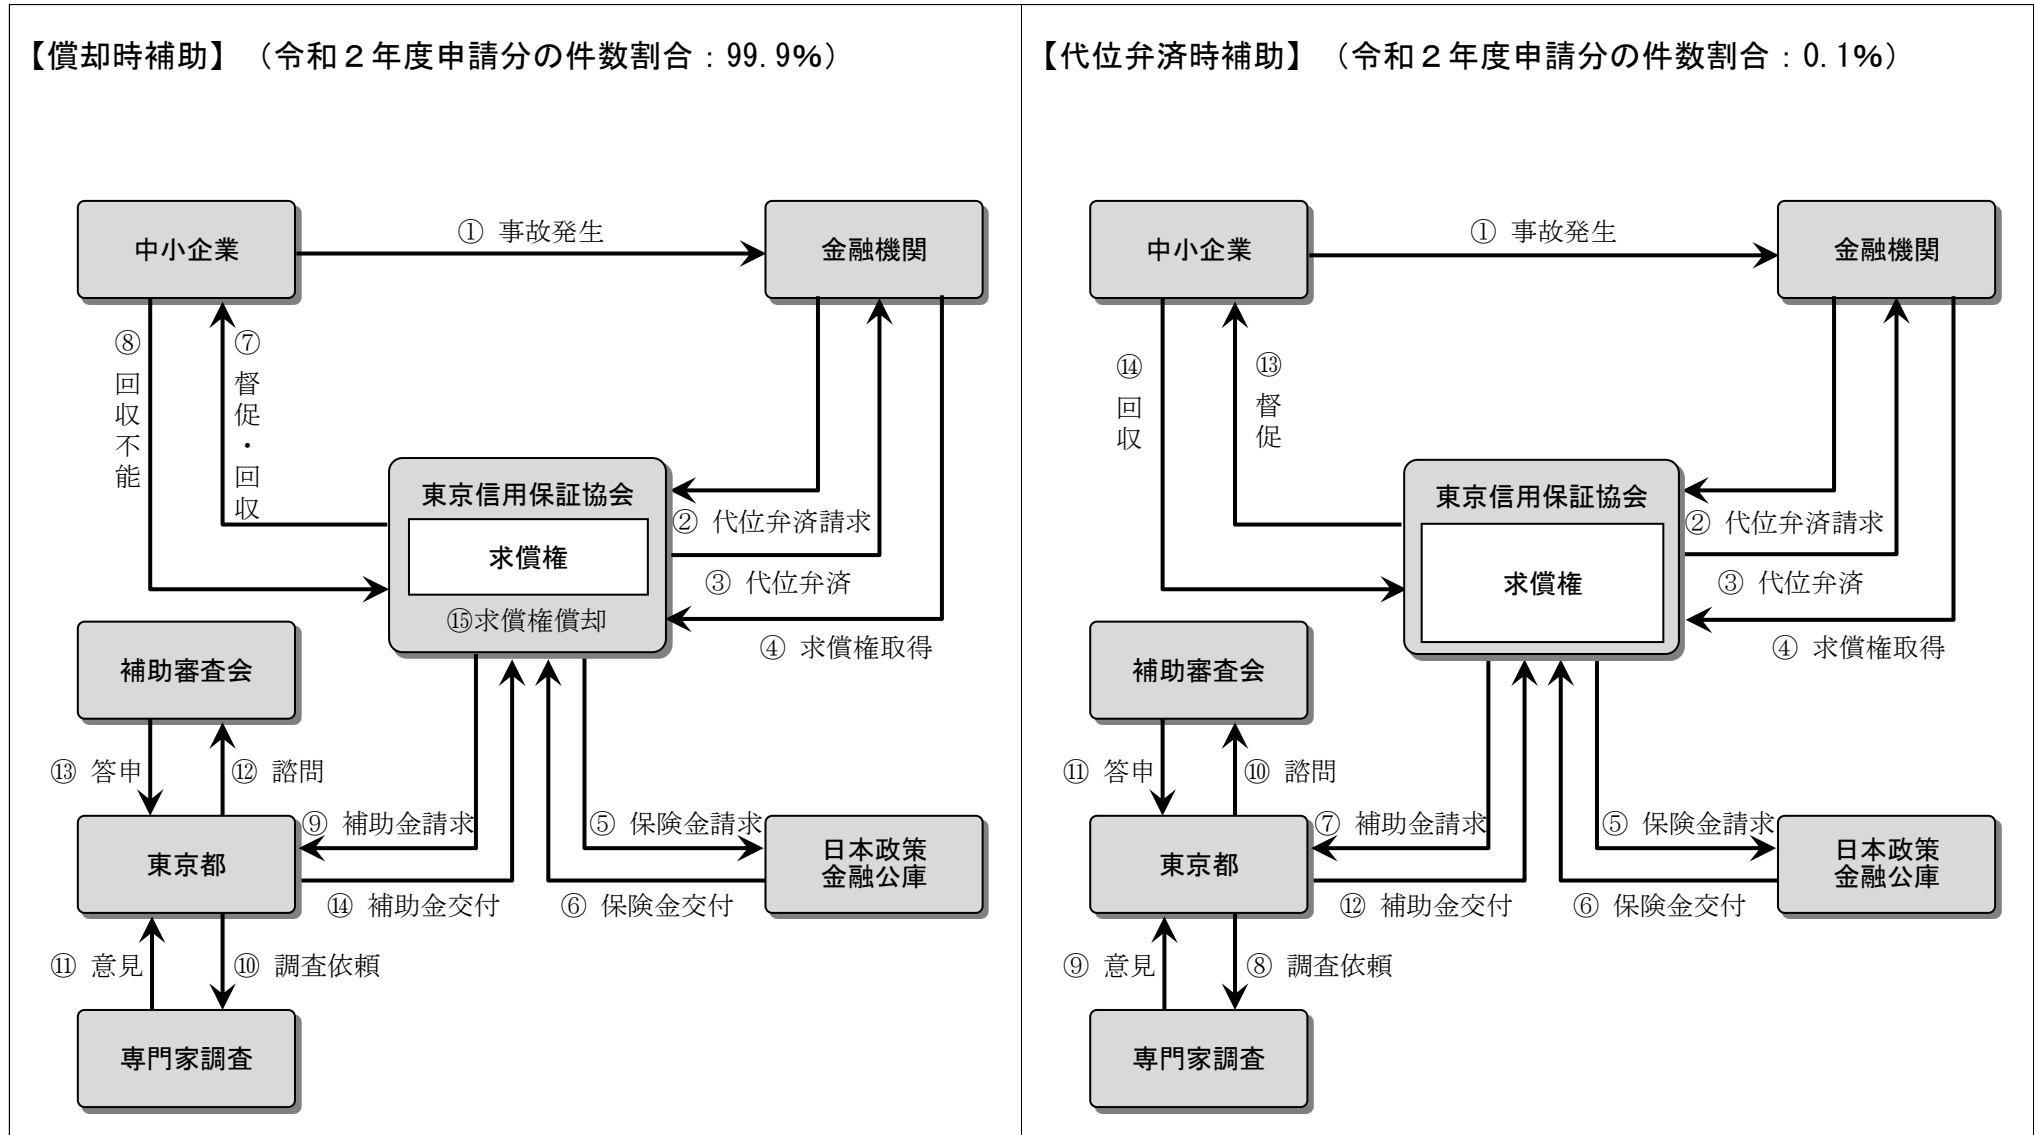 【償却時補助】（令和２年度申請分の件数割合：99.9%）
中小企業
① 事故発生
金融機関
⑧回収不能
⑦督促・回収
東京信用保証協会
求償権
⑮求償権償却
② 代位弁済請求
③ 代位弁済
④ 求償権取得
補助審査会
⑬ 答申
⑫ 諮問
⑨ 補助金請求
⑤ 保険金請求
東京都
日本政策
金融公庫
⑭ 補助金交付
⑥ 保険金交付
⑪ 意見
⑩ 調査依頼
専門家調査
【代位弁済時補助】（令和２年度申請分の件数割合：0.1%）
中小企業
① 事故発生
金融機関
⑭回収
⑬督促
東京信用保証協会
求償権
② 代位弁済請求
③ 代位弁済
④ 求償権取得
補助審査会
⑪ 答申
⑩ 諮問
⑦ 補助金請求
⑤ 保険金請求
東京都
日本政策
金融公庫
⑫ 補助金交付
⑥ 保険金交付
⑨ 意見
⑧ 調査依頼
専門家調査